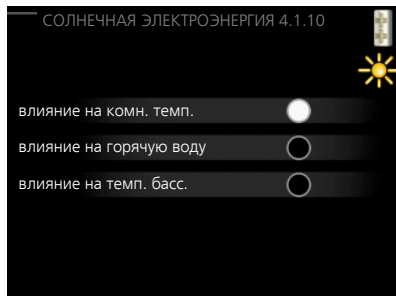 СОЛНЕЧНАЯ ЭЛЕКТРОЭНЕРГИЯ 4.1.10
влияние на комн. темп.
влияние на горячую воду
влияние на темп. басс.